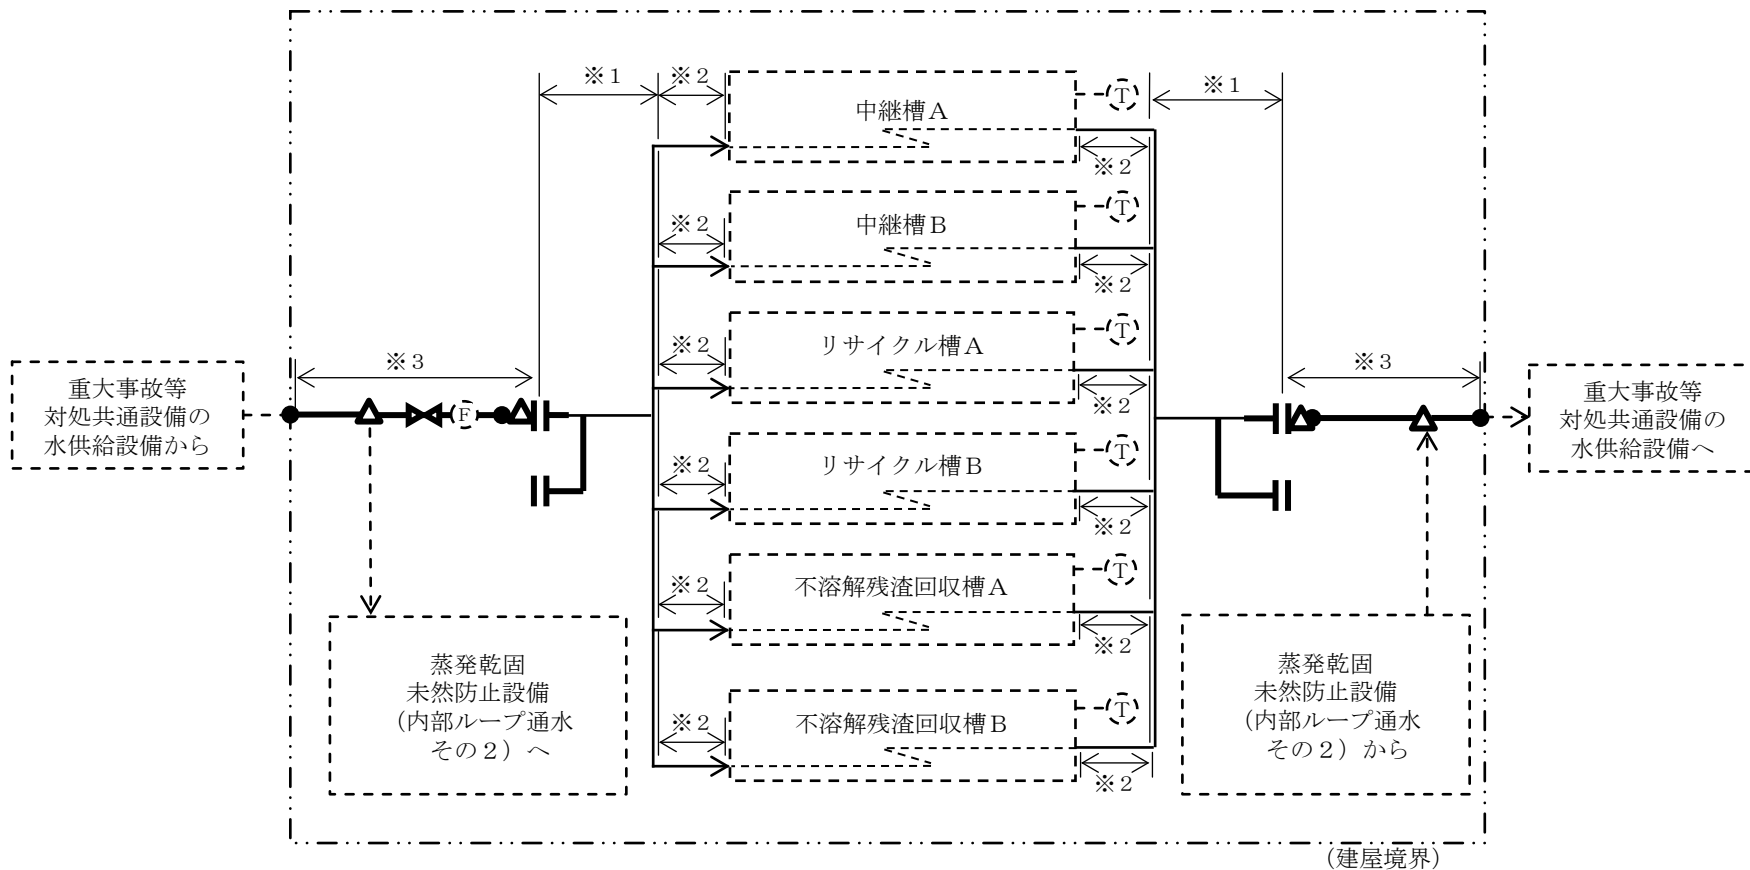 ※１
※２
中継槽Ａ
Ｔ
※１
※２
※２
中継槽Ｂ
Ｔ
※２
※２
リサイクル槽Ａ
Ｔ
※２
※３
重大事故等
対処共通設備の
水供給設備から
Ｆ
※３
重大事故等
対処共通設備の
水供給設備へ
※２
リサイクル槽Ｂ
Ｔ
※２
※２
不溶解残渣回収槽Ａ
Ｔ
※２
蒸発乾固
未然防止設備
（内部ループ通水
その２）へ
※２
不溶解残渣回収槽Ｂ
Ｔ
※２
蒸発乾固
未然防止設備
（内部ループ通水
その２）から
（建屋境界）